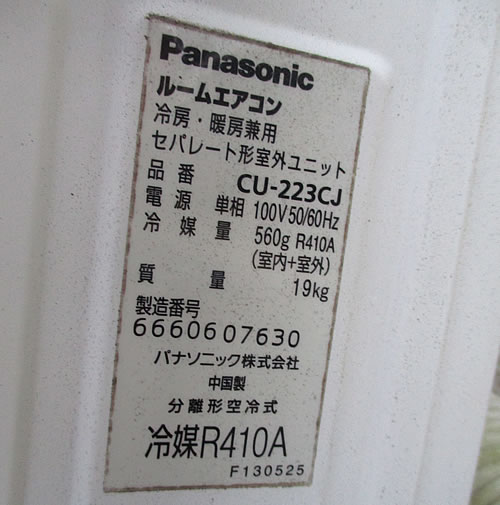 Panasonic
ルームエアコン
冷房・暖房兼用
セパレート形室外ユニット
品番 CU-223CJ
電源 単相 100V 50/60Hz
冷媒量 560g R410A
(室内+室外)
質量 19kg
製造番号
6660607630
パナソニック株式会社
中国製
分離形空冷式
冷媒R410A
F130525